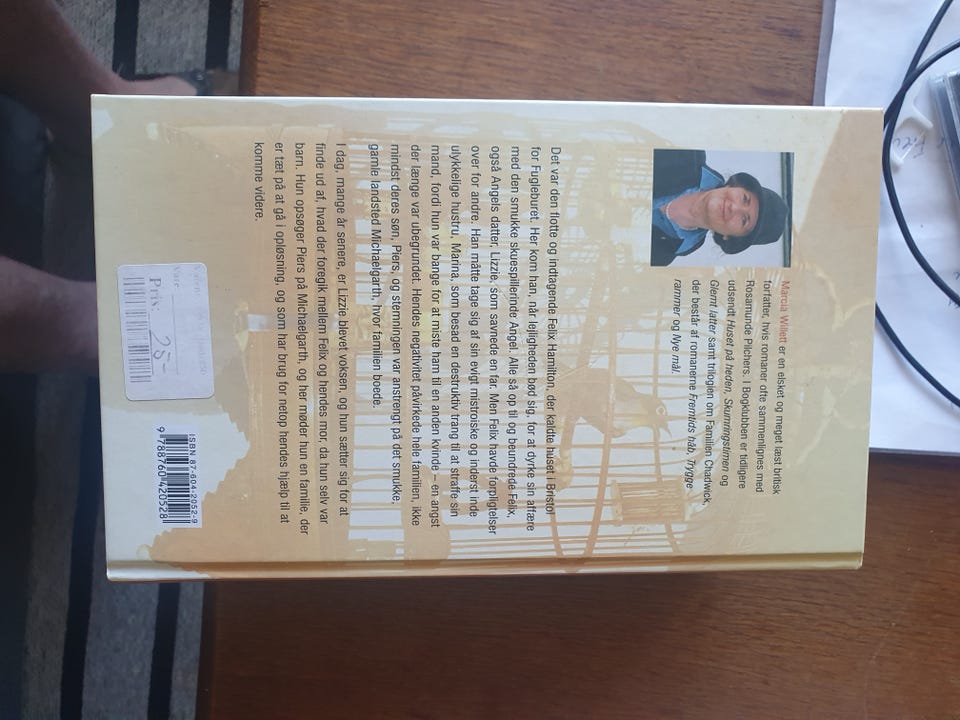 Marcia Willett er en elsket og meget læst britisk
forfatter, hvis romaner ofte sammenlignes med
Rosamunde Pilchers. I Bogklubben er tidligere
udsendt Huset på heden, Skumringstimen og
Glemt latter samt trilogien om Familien Chadwick,
der består af romanerne Fremtids håb, Trygge
rammer og Nye mål.
Det var den flotte og indtagende Felix Hamilton, der kaldte huset i Bristol
for Fugleburet. Her kom han, når lejligheden bød sig, for at dyrke sin affære
med den smukke skuespillerinde Angel. Alle så op til og beundrede Felix,
også Angels datter, Lizzie, som savnede en far. Men Felix havde forpligtelser
over for andre. Han måtte tage sig af sin evigt mistroiske og inderst inde
ulykkelige hustru, Marina, som besad en destruktiv trang til at straffe sin
mand, fordi hun var bange for at miste ham til en anden kvinde – en angst
der længe var ubegrundet. Hendes negativitet påvirkede hele familien, ikke
mindst deres søn, Piers, og stemningen var anstrengt på det smukke,
gamle landsted Michaelgarth, hvor familien boede.
I dag, mange år senere, er Lizzie blevet voksen, og hun sætter sig for at
finde ud af, hvad der foregik mellem Felix og hendes mor, da hun selv var
barn. Hun opsøger Piers på Michaelgarth, og her møder hun en familie, der
er tæt på at gå i opløsning, og som har brug for netop hendes hjælp til at
komme videre.
Vare:
Pris: 25,-
ISBN 87-604-2052-9
9 788760 420528